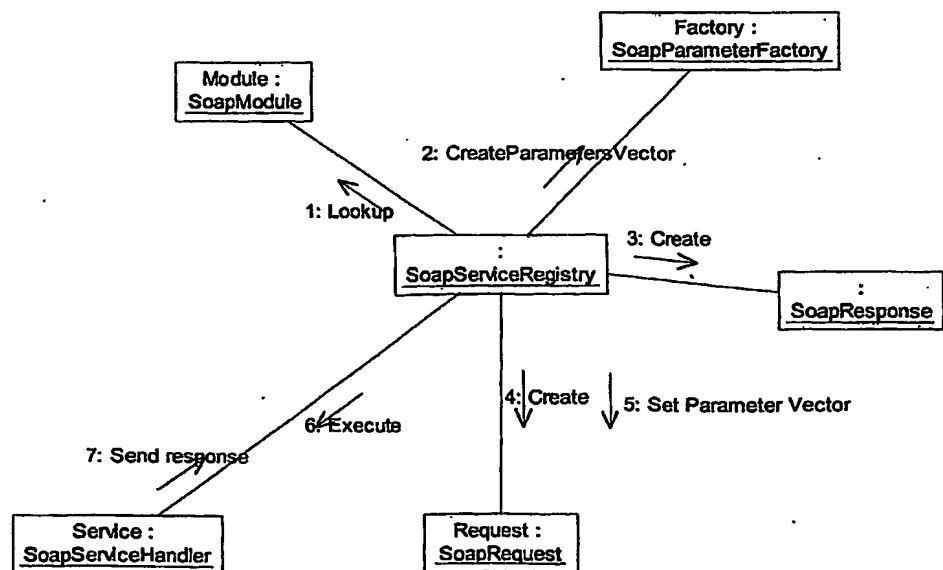 Factory :
SoapParameterFactory
Module :
SoapModule
2: CreateParametersVector
1: Lookup
:
SoapServiceRegistry
3: Create
:
SoapResponse
4: Create
5: Set Parameter Vector
6: Execute
7: Send response
Service :
SoapServiceHandler
Request :
SoapRequest